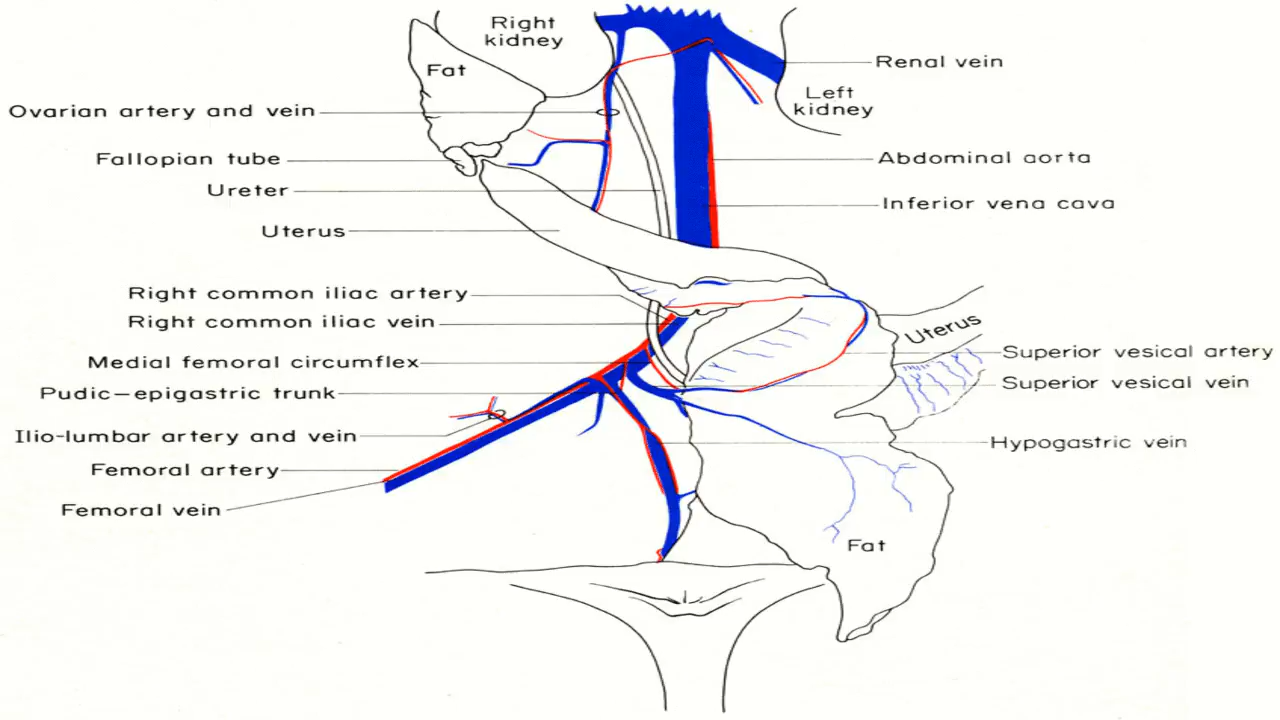 Right
kidney
Fat
Renal vein
Left
kidney
Ovarian artery and vein
Fallopian tube
Abdominal aorta
Ureter
Inferior vena cava
Uterus
Right common iliac artery
Right common iliac vein
Uterus
Superior vesical artery
Medial femoral circumflex
Superior vesical vein
Pudic-epigastric trunk
Ilio-lumbar artery and vein
Hypogastric vein
Femoral artery
Femoral vein
Fat